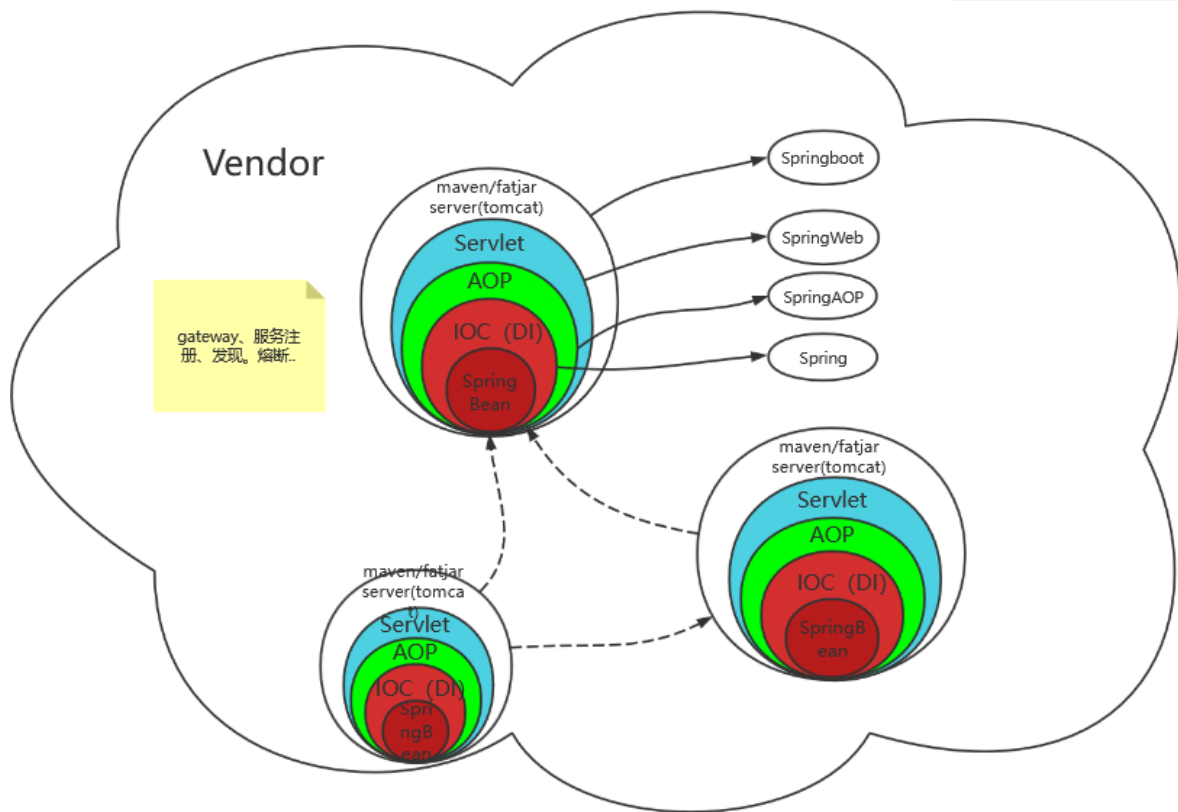 Vendor
maven/fatjar
server(tomcat)
Servlet
AOP
IOC (DI)
Spring
Bean
Springboot
SpringWeb
SpringAOP
Spring
gateway、服务注
册、发现。熔断..
maven/fatjar
server(tomcat)
Servlet
AOP
IOC (DI)
SpringB
ean
maven/fatjar
server(tomca
t)
Servlet
AOP
IOC (DI)
Spri
ngB
ean